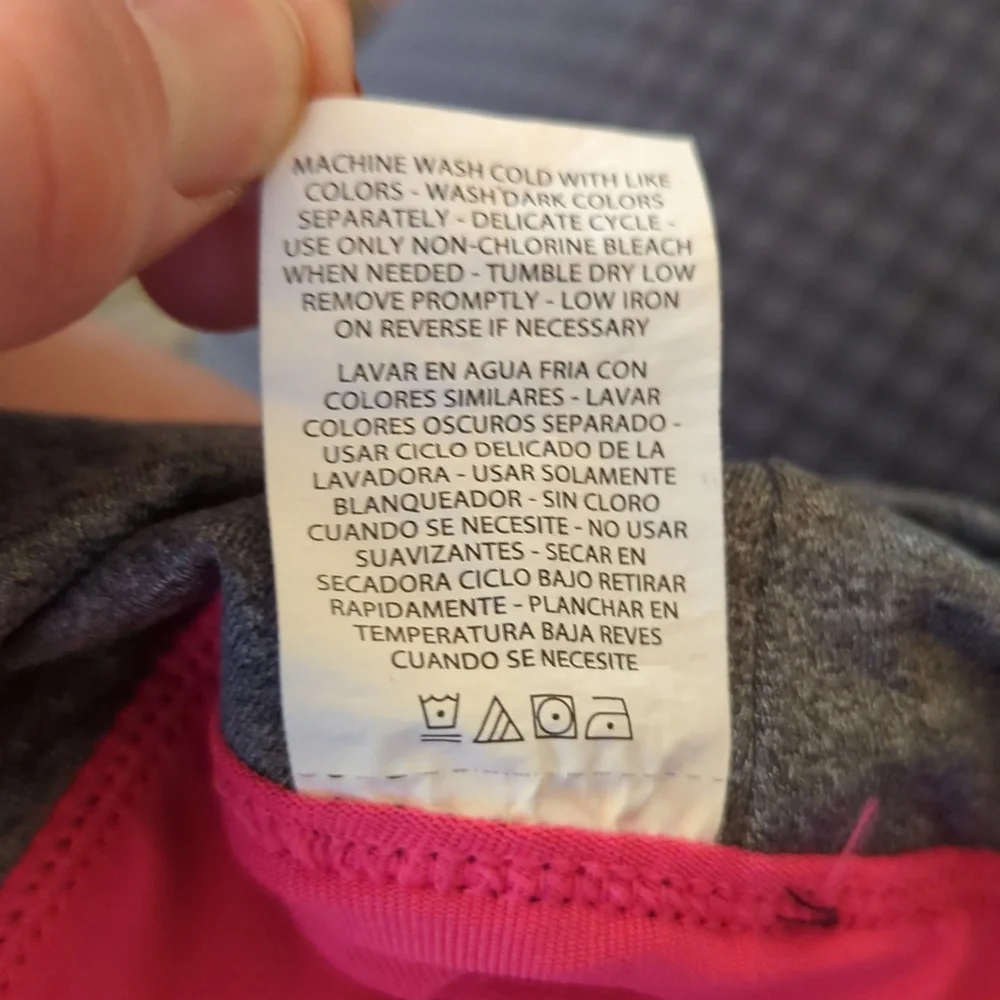 MACHINE WASH COLD WITH LIKE
COLORS - WASH DARK COLORS
SEPARATELY - DELICATE CYCLE -
USE ONLY NON-CHLORINE BLEACH
WHEN NEEDED - TUMBLE DRY LOW
REMOVE PROMPTLY - LOW IRON
ON REVERSE IF NECESSARY
LAVAR EN AGUA FRIA CON
COLORES SIMILARES - LAVAR
COLORES OSCUROS SEPARADO -
USAR CICLO DELICADO DE LA
LAVADORA - USAR SOLAMENTE
BLANQUEADOR - SIN CLORO
CUANDO SE NECESITE - NO USAR
SUAVIZANTES - SECAR EN
SECADORA CICLO BAJO RETIRAR
RAPIDAMENTE - PLANCHAR EN
TEMPERATURA BAJA REVES
CUANDO SE NECESITE